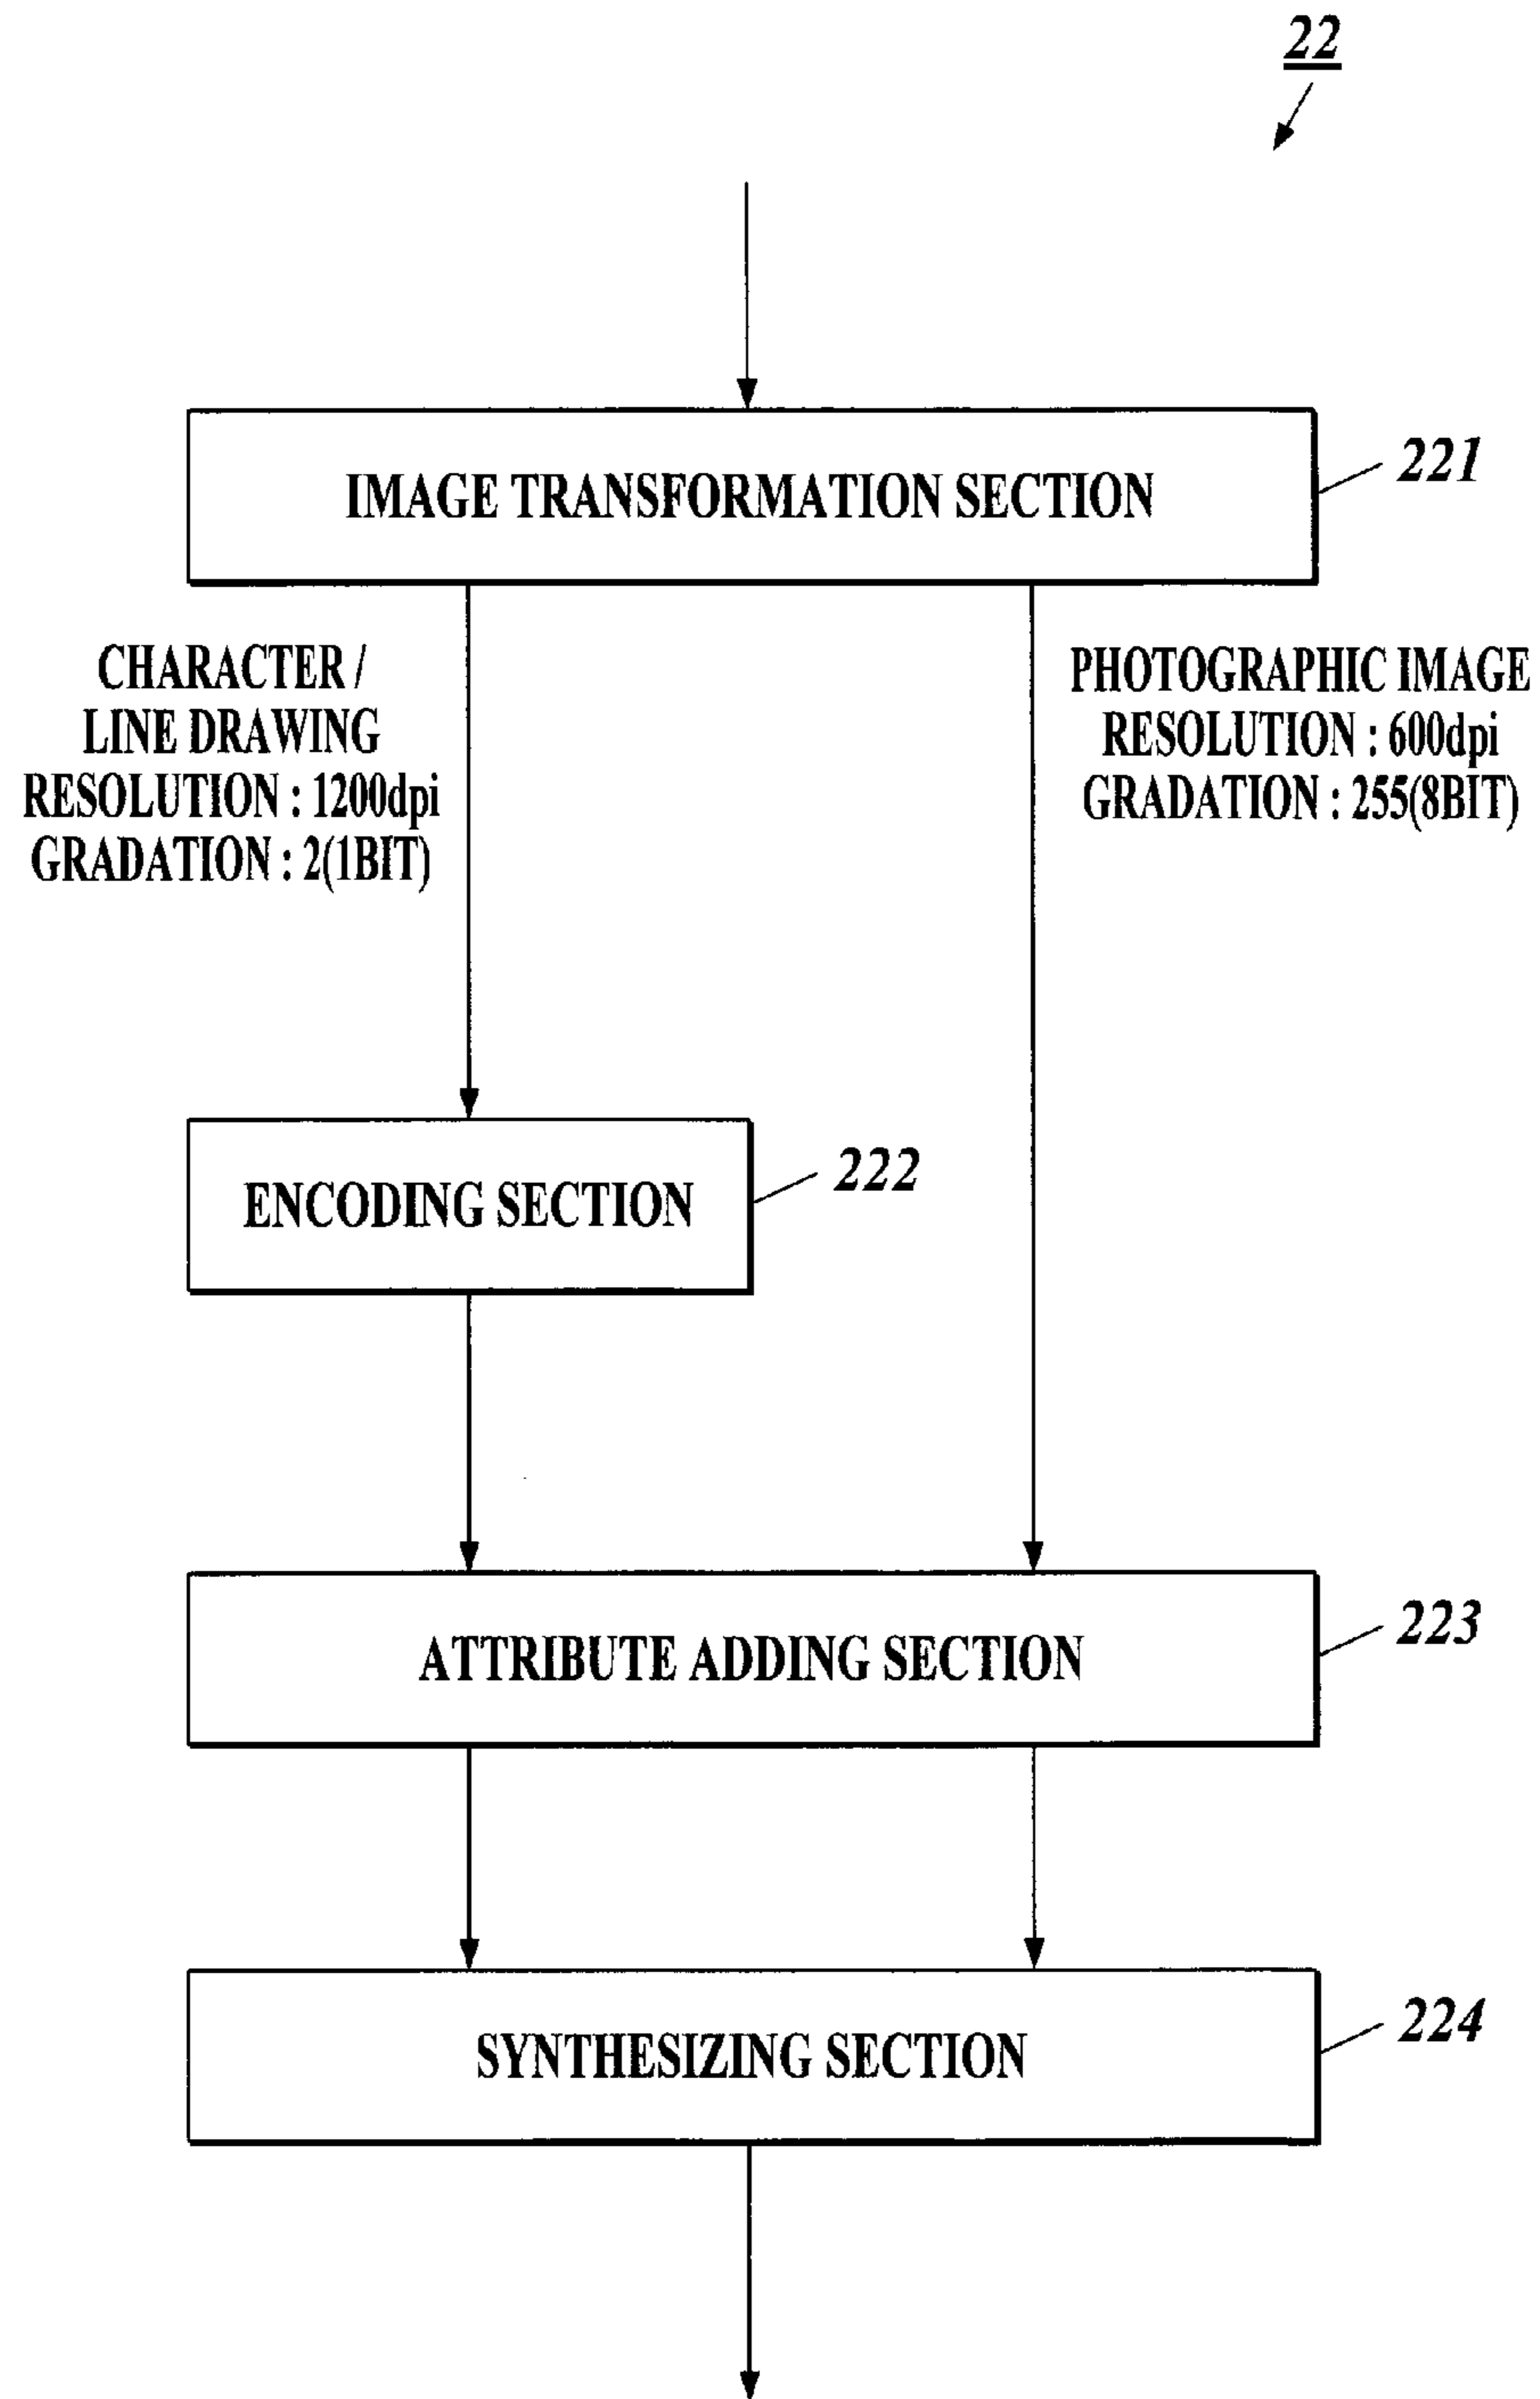 22
IMAGE TRANSFORMATION SECTION
221
CHARACTER /
LINE DRAWING
RESOLUTION : 1200dpi
GRADATION : 2(1BIT)
PHOTOGRAPHIC IMAGE
RESOLUTION : 600dpi
GRADATION : 255(8BIT)
ENCODING SECTION
222
ATTRIBUTE ADDING SECTION
223
SYNTHESIZING SECTION
224